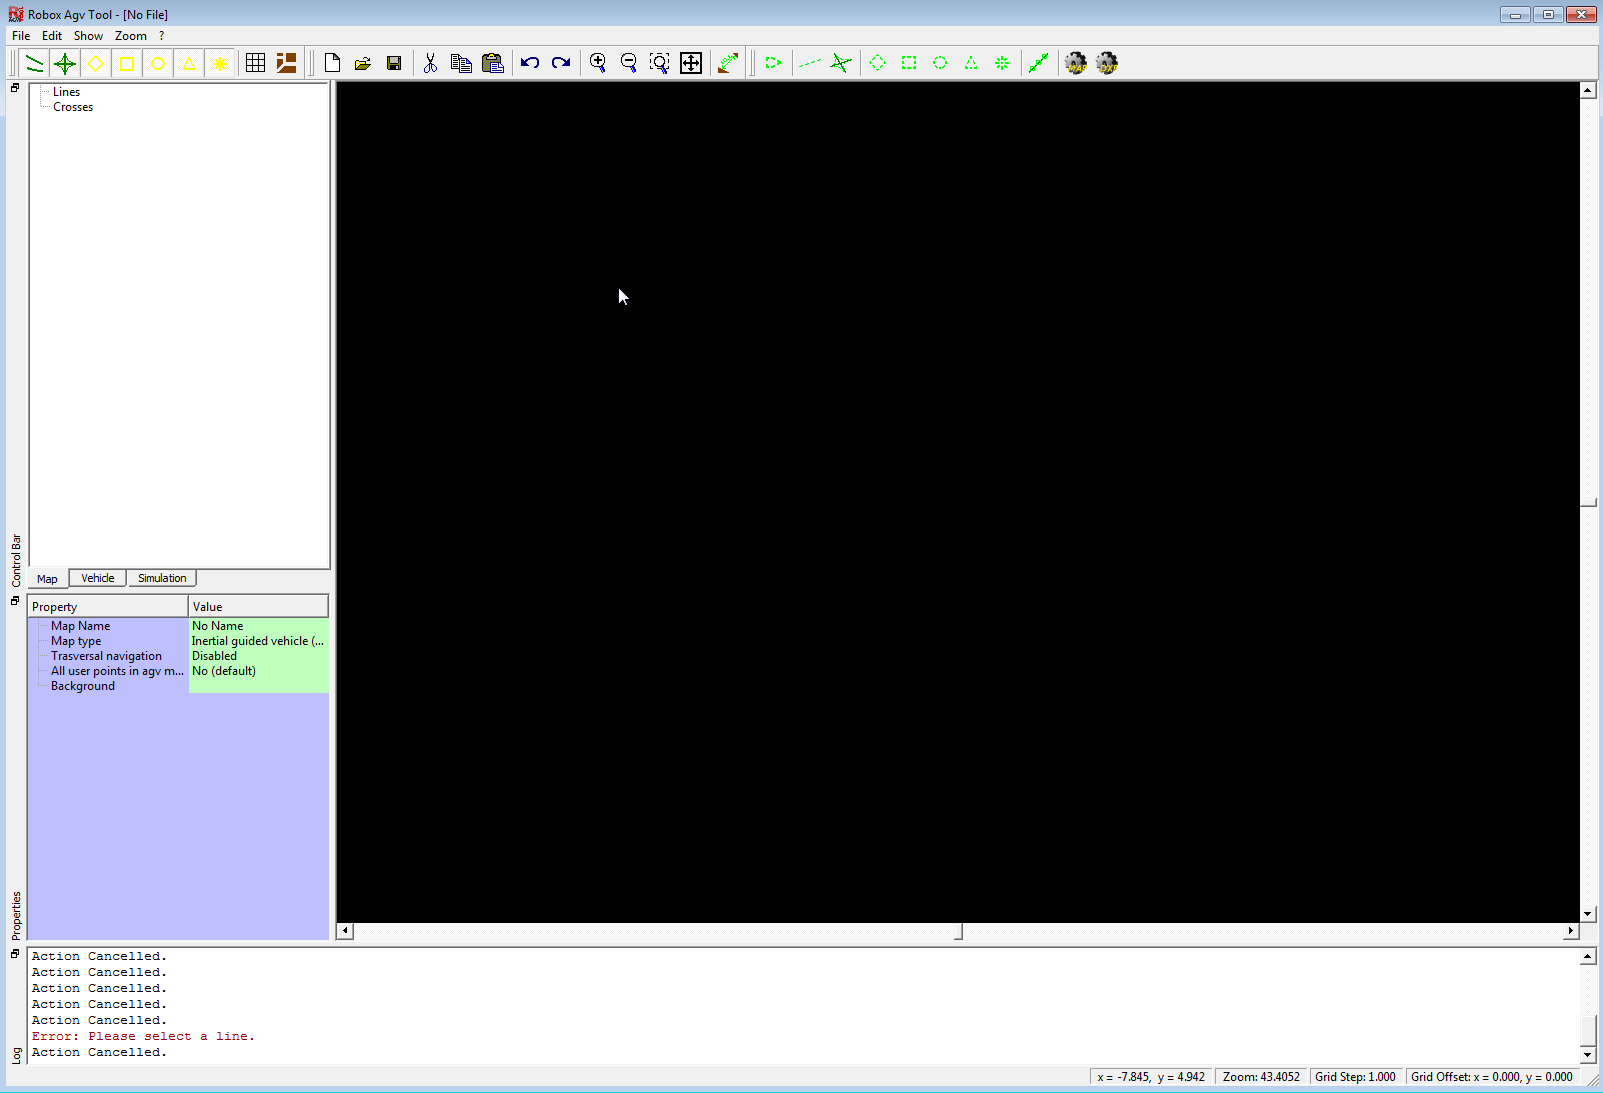 Robox Agv Tool - [No File]
File Edit Show Zoom ?
Lines
Crosses
Control Bar
Map Vehicle Simulation
Property Value
Map Name No Name
Map type Inertial guided vehicle (...
Trasversal navigation Disabled
All user points in agv m... No (default)
Background
Properties
Action Cancelled.
Action Cancelled.
Action Cancelled.
Action Cancelled.
Action Cancelled.
Error: Please select a line.
Action Cancelled.
Log
x = -7.845, y = 4.942 Zoom: 43.4052 Grid Step: 1.000 Grid Offset: x = 0.000, y = 0.000